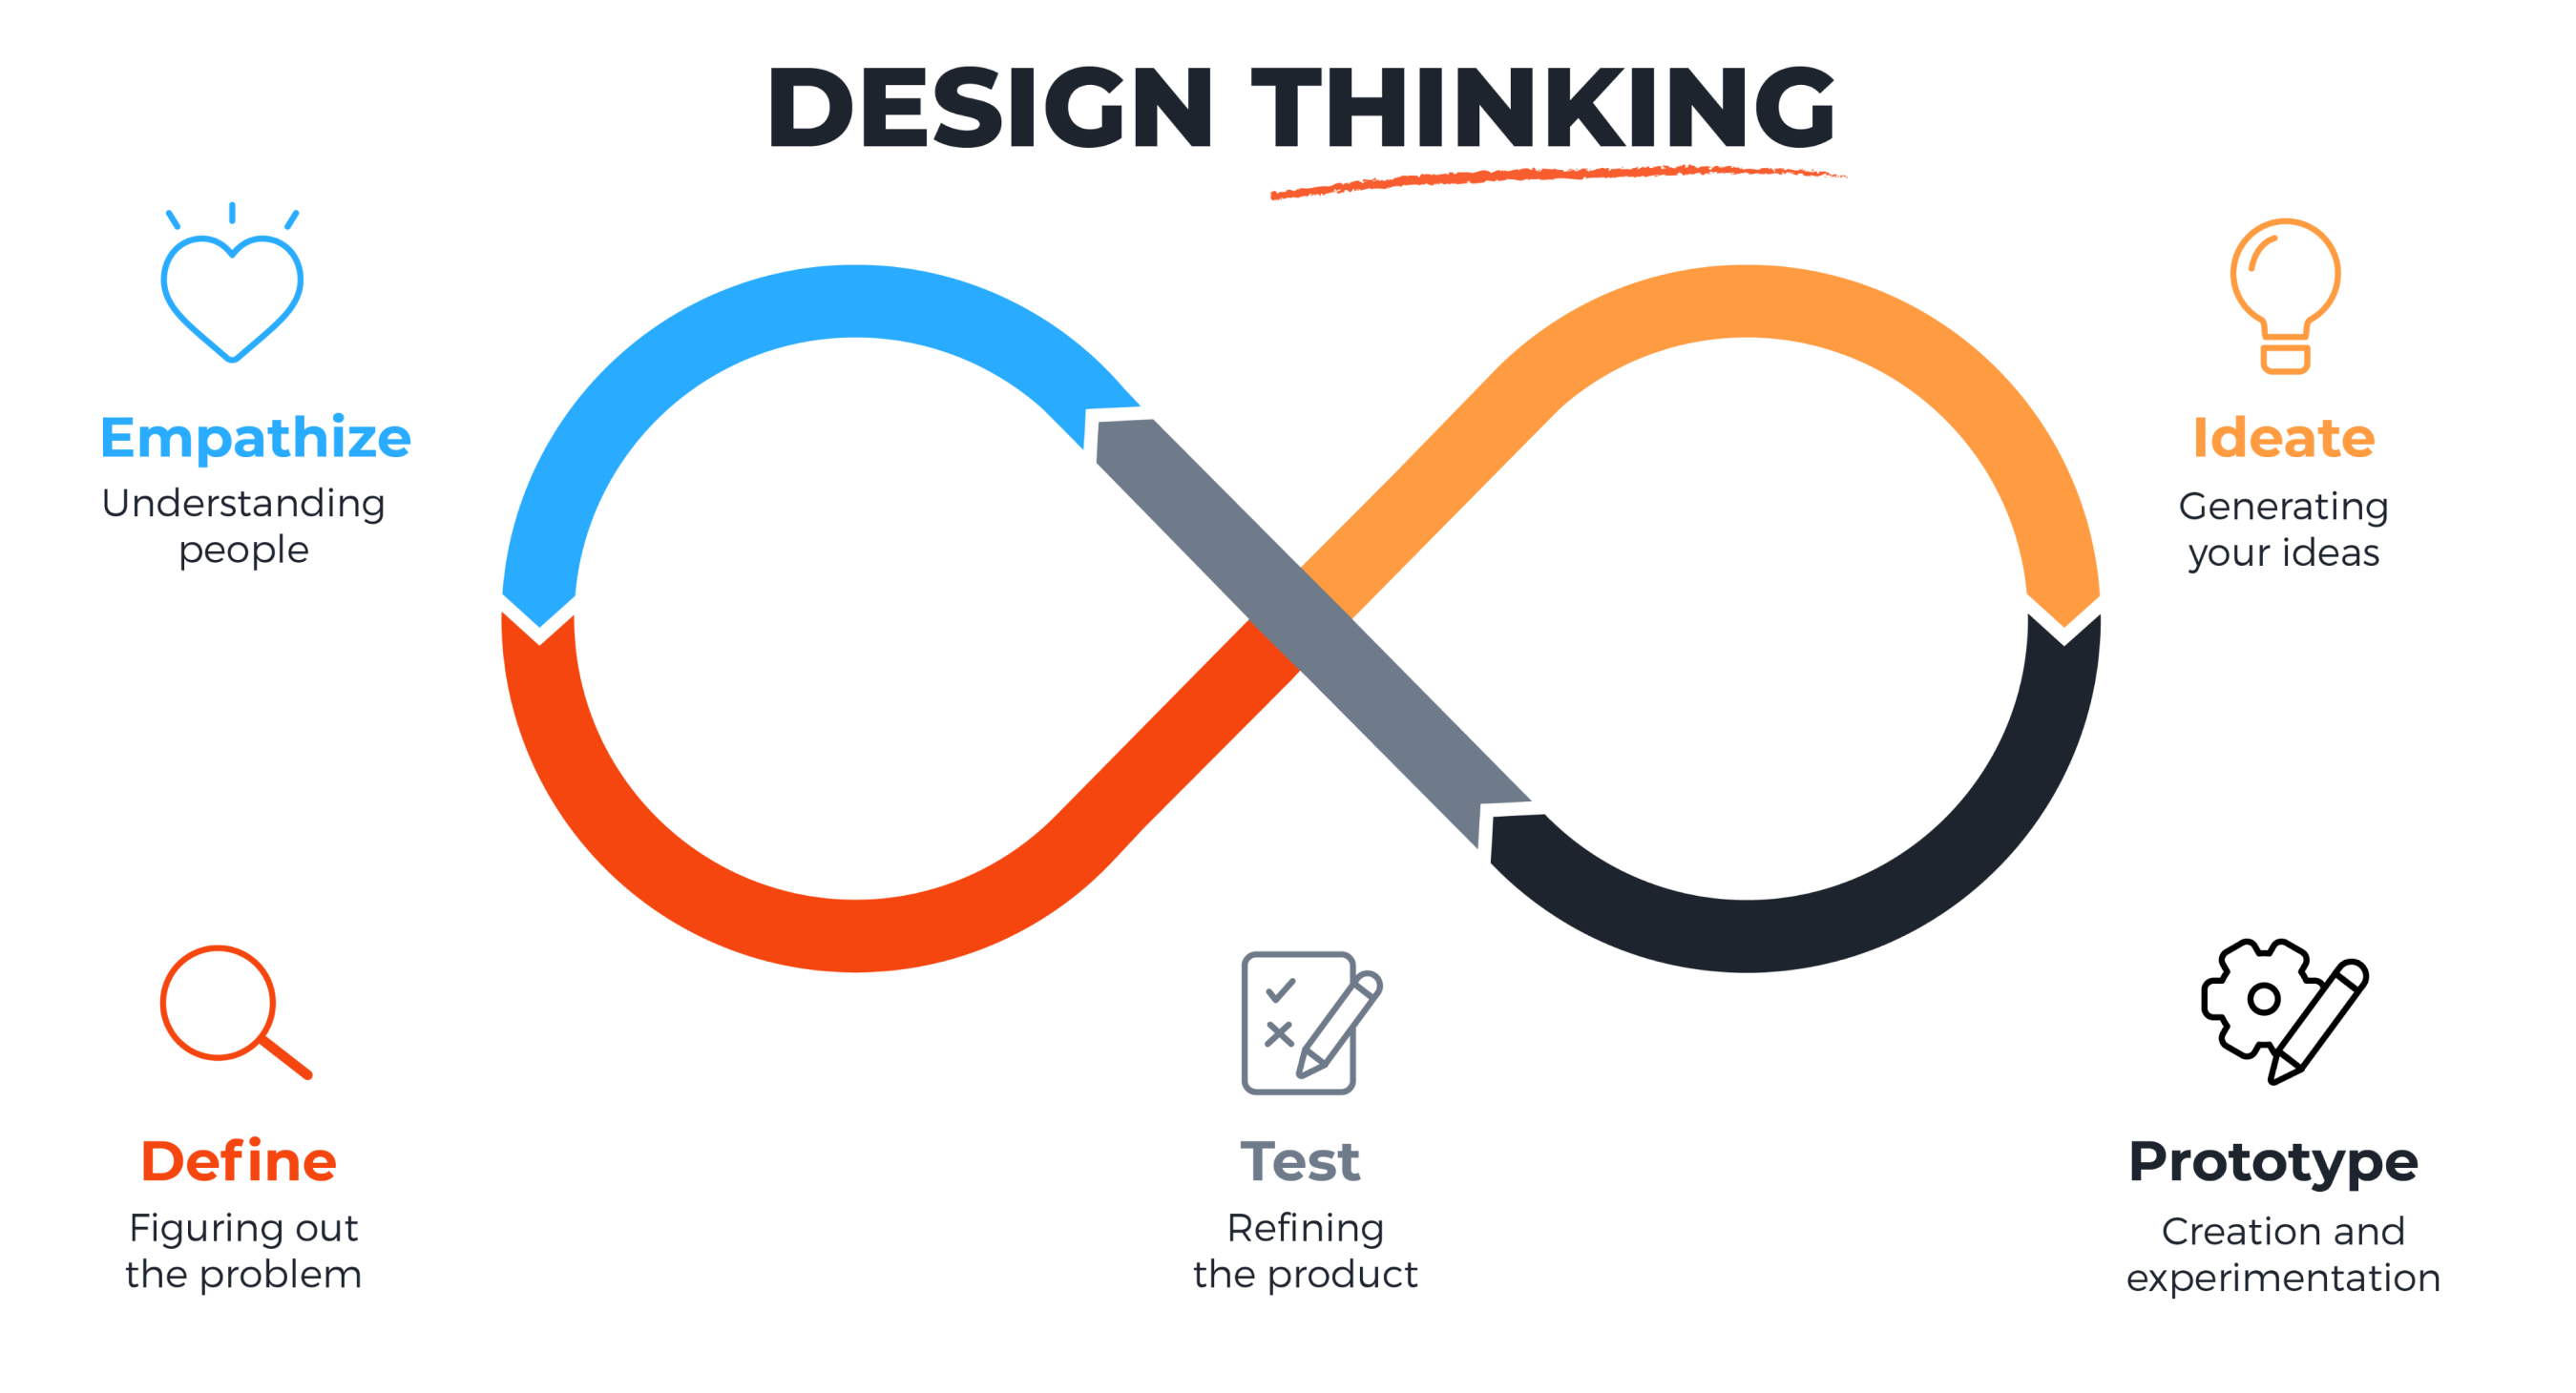 DESIGN THINKING
Empathize
Understanding
people
Ideate
Generating
your ideas
Define
Figuring out
the problem
Test
Refining
the product
Prototype
Creation and
experimentation